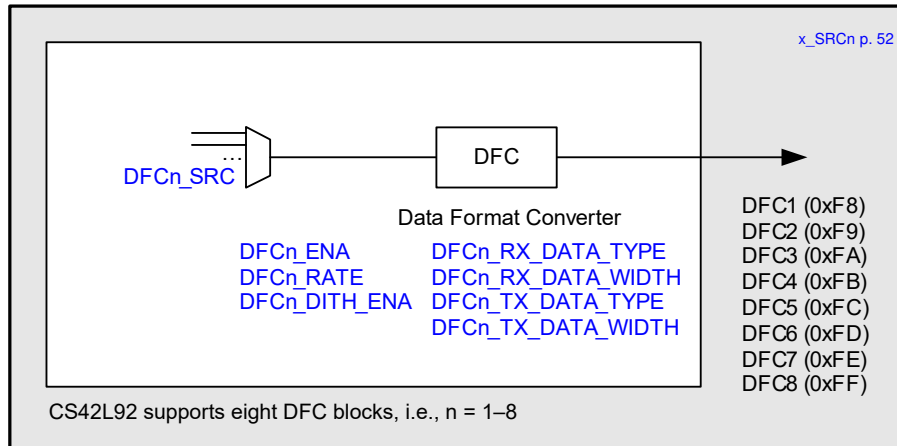 x_SRCn p. 52
...
DFCn_SRC
DFC
Data Format Converter
DFCn_ENA
DFCn_RATE
DFCn_DITH_ENA
DFCn_RX_DATA_TYPE
DFCn_RX_DATA_WIDTH
DFCn_TX_DATA_TYPE
DFCn_TX_DATA_WIDTH
DFC1 (0xF8)
DFC2 (0xF9)
DFC3 (0xFA)
DFC4 (0xFB)
DFC5 (0xFC)
DFC6 (0xFD)
DFC7 (0xFE)
DFC8 (0xFF)
CS42L92 supports eight DFC blocks, i.e., n = 1–8